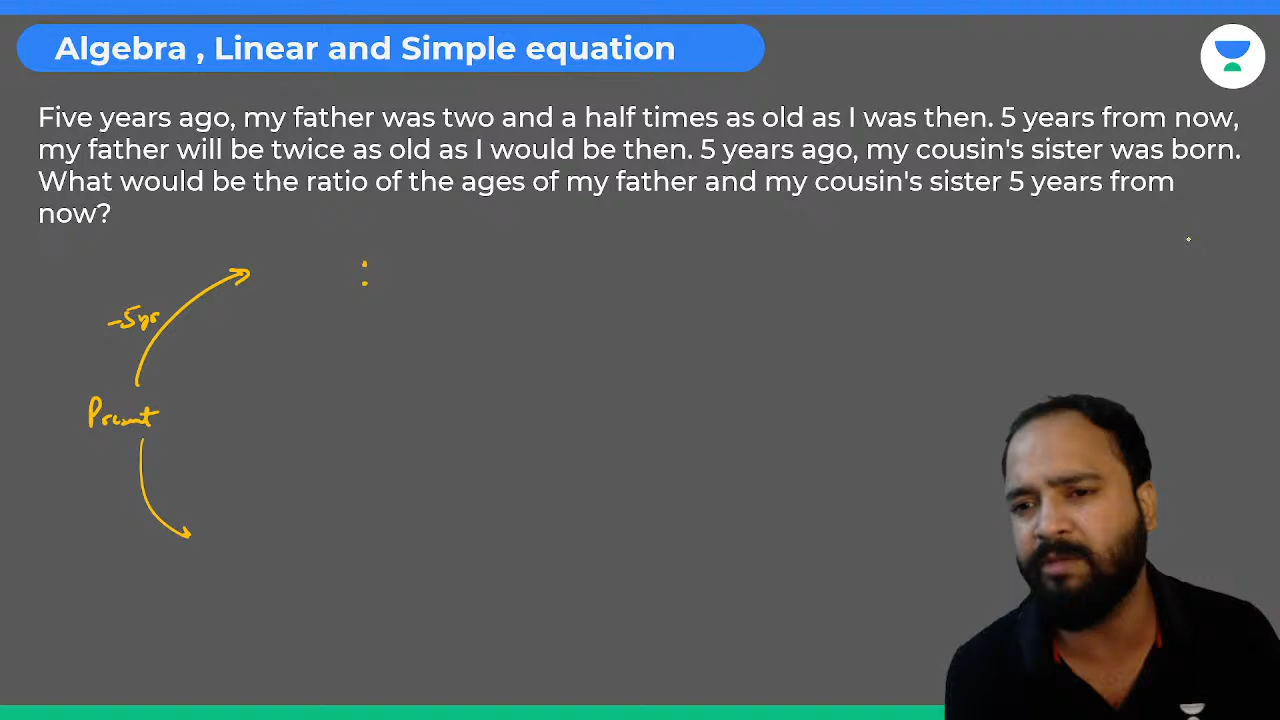 Algebra , Linear and Simple equation
Five years ago, my father was two and a half times as old as I was then. 5 years from now,
my father will be twice as old as I would be then. 5 years ago, my cousin's sister was born.
What would be the ratio of the ages of my father and my cousin's sister 5 years from
now?
:
-5yr
Present